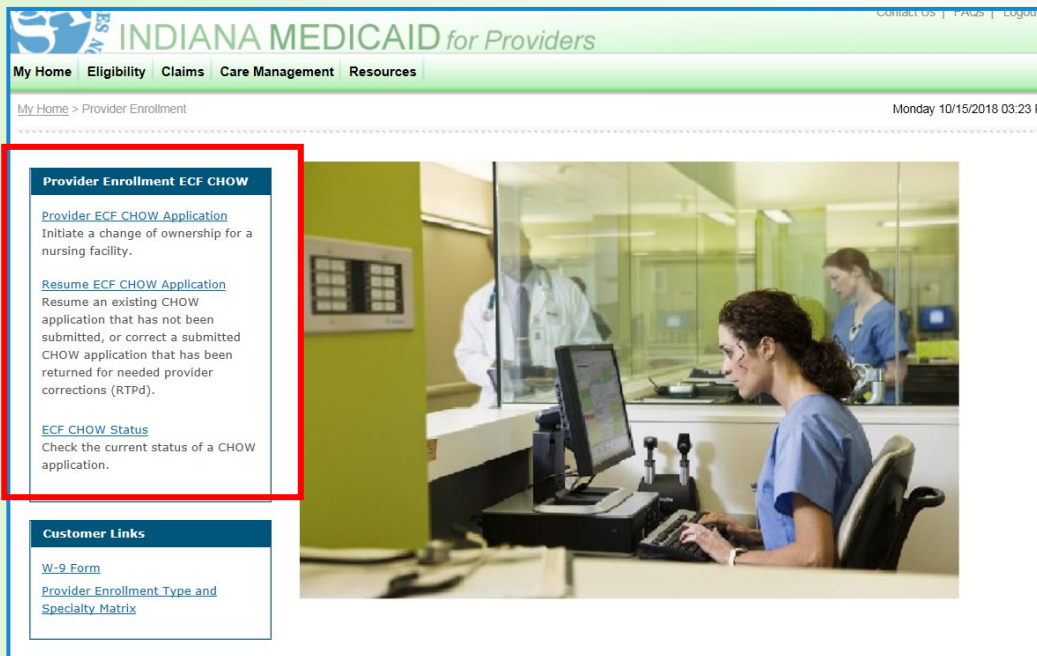 Contact Us | FAQs | Logout
INDIANA MEDICAID for Providers
My Home Eligibility Claims Care Management Resources
My Home > Provider Enrollment
Monday 10/15/2018 03:23 P
Provider Enrollment ECF CHOW
Provider ECF CHOW Application
Initiate a change of ownership for a
nursing facility.
Resume ECF CHOW Application
Resume an existing CHOW
application that has not been
submitted, or correct a submitted
CHOW application that has been
returned for needed provider
corrections (RTPd).
ECF CHOW Status
Check the current status of a CHOW
application.
Customer Links
W-9 Form
Provider Enrollment Type and
Specialty Matrix